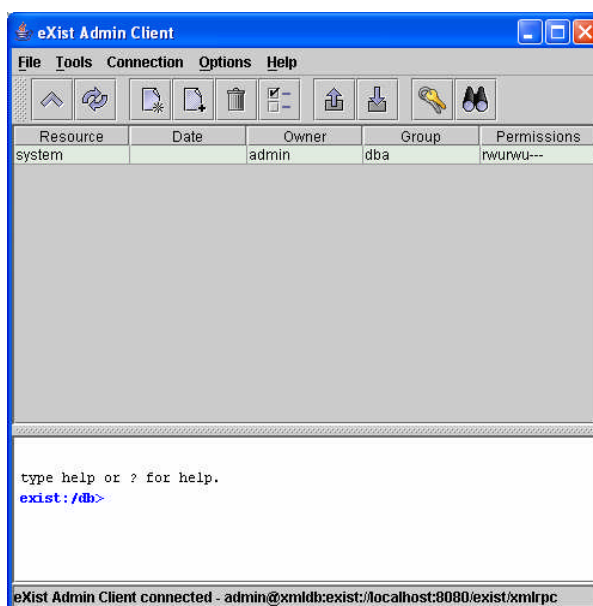 eXist Admin Client
File Tools Connection Options Help
Resource Date Owner Group Permissions
system admin dba rwurwu---
type help or ? for help.
exist:/db>
eXist Admin Client connected - admin@xmldb:exist://localhost:8080/exist/xmlrpc